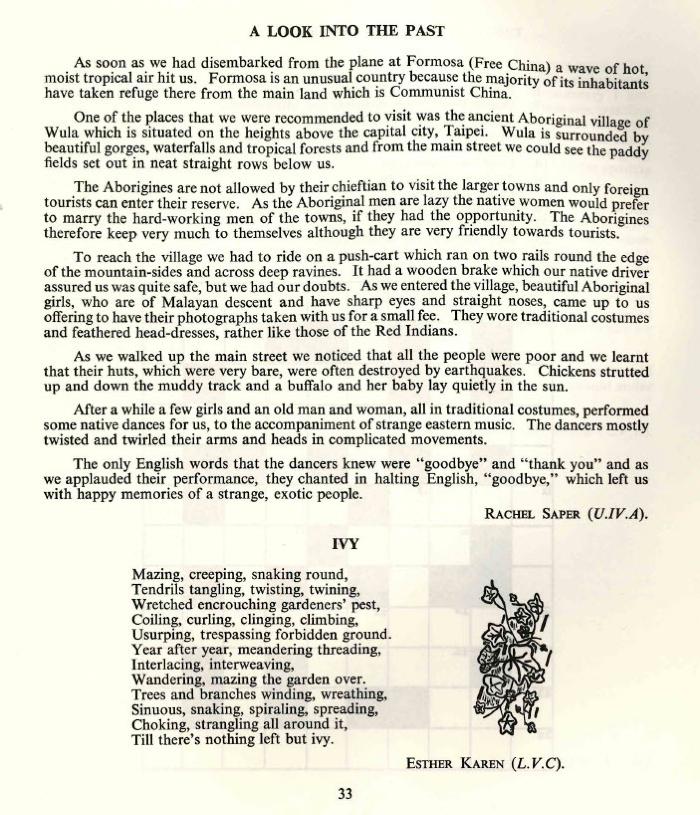 A LOOK INTO THE PAST
As soon as we had disembarked from the plane at Formosa (Free China) a wave of hot,
moist tropical air hit us. Formosa is an unusual country because the majority of its inhabitants
have taken refuge there from the main land which is Communist China.
One of the places that we were recommended to visit was the ancient Aboriginal village of
Wula which is situated on the heights above the capital city, Taipei. Wula is surrounded by
beautiful gorges, waterfalls and tropical forests and from the main street we could see the paddy
fields set out in neat straight rows below us.
The Aborigines are not allowed by their chieftian to visit the larger towns and only foreign
tourists can enter their reserve. As the Aboriginal men are lazy the native women would prefer
to marry the hard-working men of the towns, if they had the opportunity. The Aborigines
therefore keep very much to themselves although they are very friendly towards tourists.
To reach the village we had to ride on a push-cart which ran on two rails round the edge
of the mountain-sides and across deep ravines. It had a wooden brake which our native driver
assured us was quite safe, but we had our doubts. As we entered the village, beautiful Aboriginal
girls, who are of Malayan descent and have sharp eyes and straight noses, came up to us
offering to have their photographs taken with us for a small fee. They wore traditional costumes
and feathered head-dresses, rather like those of the Red Indians.
As we walked up the main street we noticed that all the people were poor and we learnt
that their huts, which were very bare, were often destroyed by earthquakes. Chickens strutted
up and down the muddy track and a buffalo and her baby lay quietly in the sun.
After a while a few girls and an old man and woman, all in traditional costumes, performed
some native dances for us, to the accompaniment of strange eastern music. The dancers mostly
twisted and twirled their arms and heads in complicated movements.
The only English words that the dancers knew were “goodbye” and “thank you” and as
we applauded their performance, they chanted in halting English, “goodbye,” which left us
with happy memories of a strange, exotic people.
RACHEL SAPER (U.IV.A).
IVY
Mazing, creeping, snaking round,
Tendrils tangling, twisting, twining,
Wretched encrouching gardeners’ pest,
Coiling, curling, clinging, climbing,
Usurping, trespassing forbidden ground.
Year after year, meandering threading,
Interlacing, interweaving,
Wandering, mazing the garden over.
Trees and branches winding, wreathing,
Sinuous, snaking, spiraling, spreading,
Choking, strangling all around it,
Till there’s nothing left but ivy.
ESTHER KAREN (L.V.C).
33